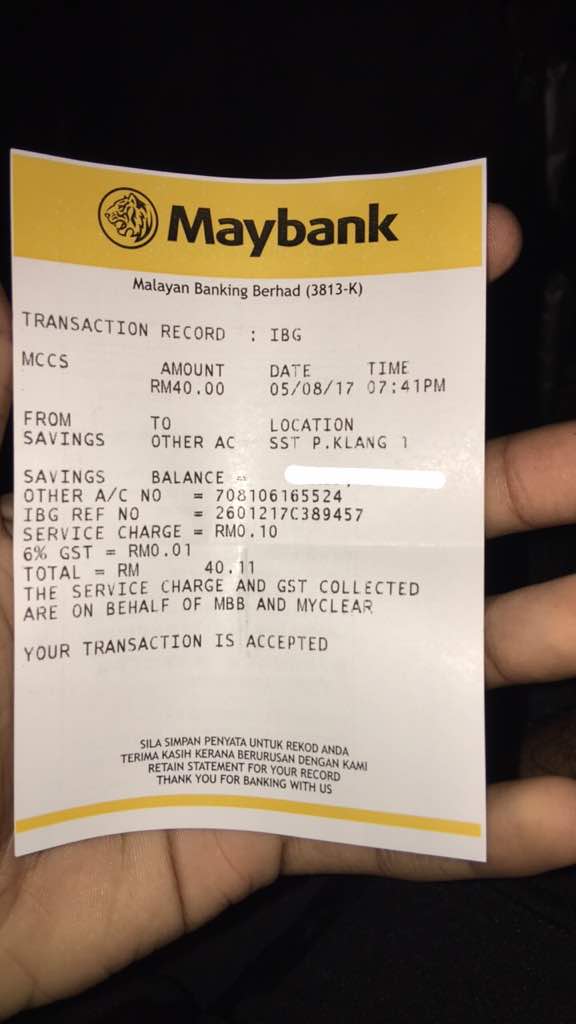 Maybank
Malayan Banking Berhad (3813-K)
TRANSACTION RECORD : IBG
MCCS
AMOUNT DATE TIME
RM40.00 05/08/17 07:41PM
FROM TO LOCATION
SAVINGS OTHER AC SST P.KLANG 1
SAVINGS BALANCE =
OTHER A/C NO = 708106165524
IBG REF NO = 2601217C389457
SERVICE CHARGE = RM0.10
6% GST = RM0.01
TOTAL = RM 40.11
THE SERVICE CHARGE AND GST COLLECTED
ARE ON BEHALF OF MBB AND MYCLEAR
YOUR TRANSACTION IS ACCEPTED
SILA SIMPAN PENYATA UNTUK REKOD ANDA
TERIMA KASIH KERANA BERURUSAN DENGAN KAMI
RETAIN STATEMENT FOR YOUR RECORD
THANK YOU FOR BANKING WITH US